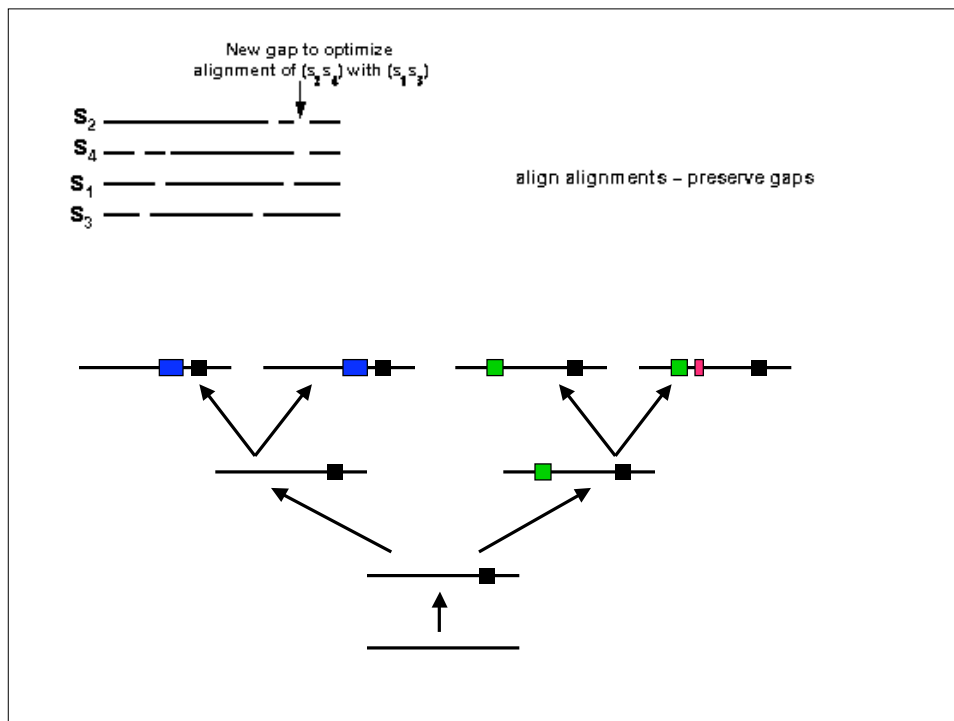 New gap to optimize
alignment of (s₂s₄) with (s₁s₃)
S₂
S₄
S₁
S₃
align alignments – preserve gaps